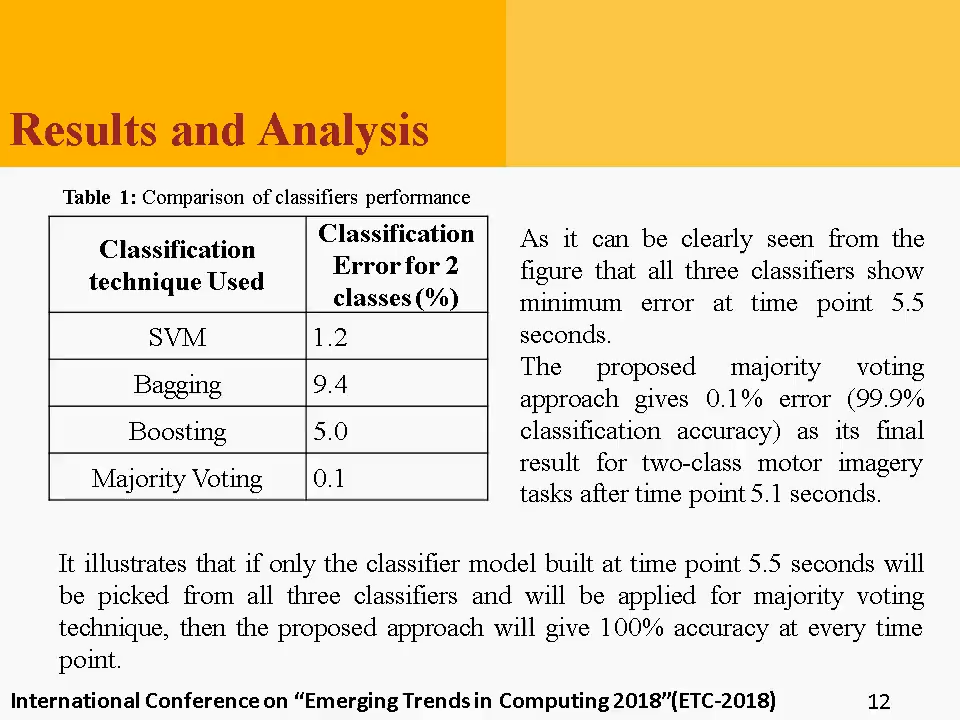 Results and Analysis
Table 1: Comparison of classifiers performance
Classification
technique Used
Classification
Error for 2
classes (%)
SVM
1.2
Bagging
9.4
Boosting
5.0
Majority Voting
0.1
As it can be clearly seen from the
figure that all three classifiers show
minimum error at time point 5.5
seconds.
The proposed majority voting
approach gives 0.1% error (99.9%
classification accuracy) as its final
result for two-class motor imagery
tasks after time point 5.1 seconds.
It illustrates that if only the classifier model built at time point 5.5 seconds will
be picked from all three classifiers and will be applied for majority voting
technique, then the proposed approach will give 100% accuracy at every time
point.
International Conference on “Emerging Trends in Computing 2018”(ETC-2018)
12